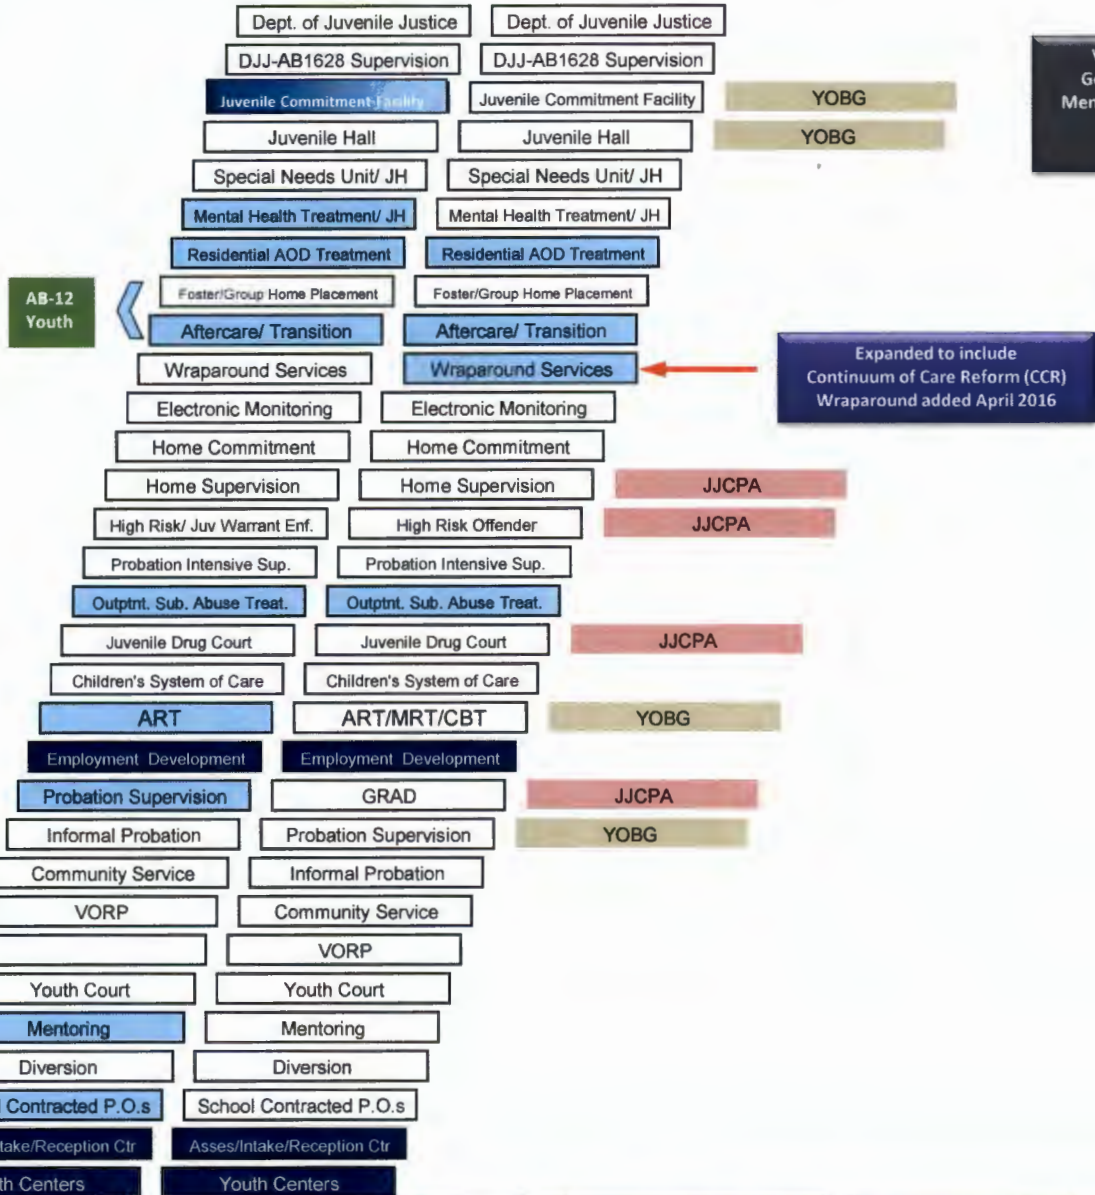 Dept. of Juvenile Justice Dept. of Juvenile Justice
DJJ-AB1628 Supervision DJJ-AB1628 Supervision
Juvenile Commitment Facility Juvenile Commitment Facility YOBG
Juvenile Hall Juvenile Hall YOBG
Special Needs Unit/ JH Special Needs Unit/ JH
Mental Health Treatment/ JH Mental Health Treatment/ JH
Residential AOD Treatment Residential AOD Treatment
AB-12
Youth
Foster/Group Home Placement Foster/Group Home Placement
Aftercare/ Transition Aftercare/ Transition
Wraparound Services Wraparound Services
Expanded to include
Continuum of Care Reform (CCR)
Wraparound added April 2016
Electronic Monitoring Electronic Monitoring
Home Commitment Home Commitment
Home Supervision Home Supervision JJCPA
High Risk/ Juv Warrant Enf. High Risk Offender JJCPA
Probation Intensive Sup. Probation Intensive Sup.
Outptnt. Sub. Abuse Treat. Outptnt. Sub. Abuse Treat.
Juvenile Drug Court Juvenile Drug Court JJCPA
Children's System of Care Children's System of Care
ART ART/MRT/CBT YOBG
Employment Development Employment Development
Probation Supervision GRAD JJCPA
Informal Probation Probation Supervision YOBG
Community Service Informal Probation
VORP Community Service
VORP
Youth Court Youth Court
Mentoring Mentoring
Diversion Diversion
Contracted P.O.s School Contracted P.O.s
take/Reception Ctr Asses/Intake/Reception Ctr
th Centers Youth Centers